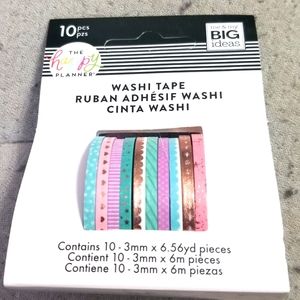 10 pcs
pzs
me & my
BIG
ideas
THE
happy
PLANNER
WASHI TAPE
RUBAN ADHÉSIF WASHI
CINTA WASHI
Contains 10 - 3mm x 6.56yd pieces
Contient 10 - 3mm x 6m pièces
Contiene 10 - 3mm x 6m piezas